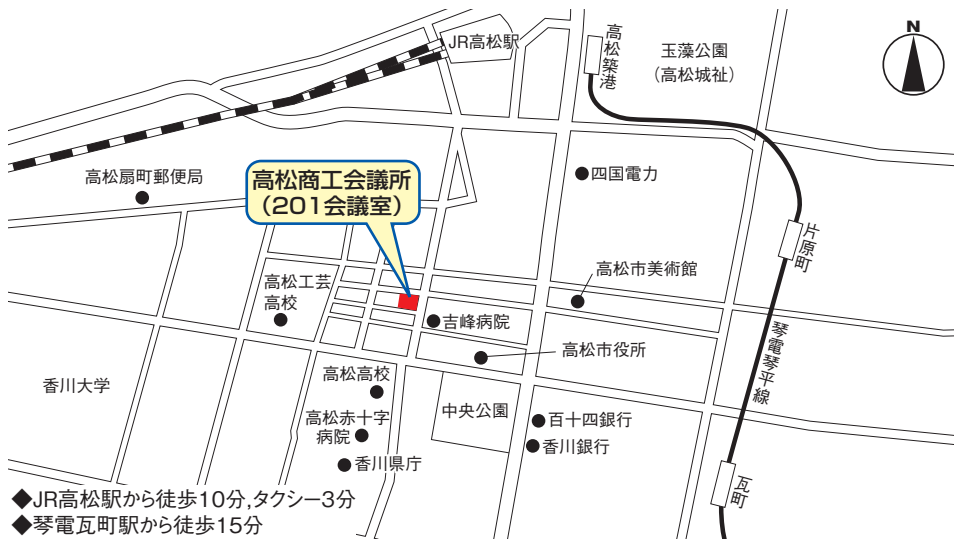 JR高松駅
高松築港
玉藻公園
（高松城祉）
N
高松扇町郵便局
高松商工会議所
（201会議室）
四国電力
片原町
高松工芸
高校
高松市美術館
吉峰病院
琴電琴平線
高松市役所
香川大学
高松高校
中央公園
高松赤十字
病院
百十四銀行
香川県庁
香川銀行
瓦町
◆JR高松駅から徒歩10分,タクシー3分
◆琴電瓦町駅から徒歩15分